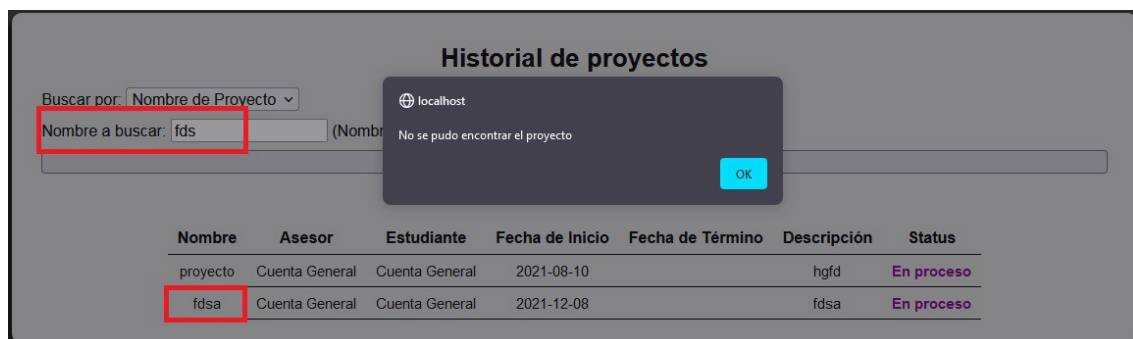 Historial de proyectos
Buscar por: Nombre de Proyecto
localhost
Nombre a buscar: fds (Nombr
No se pudo encontrar el proyecto
OK
Nombre Asesor Estudiante Fecha de Inicio Fecha de Término Descripción Status
proyecto Cuenta General Cuenta General 2021-08-10 hgfd En proceso
fdsa Cuenta General Cuenta General 2021-12-08 fdsa En proceso